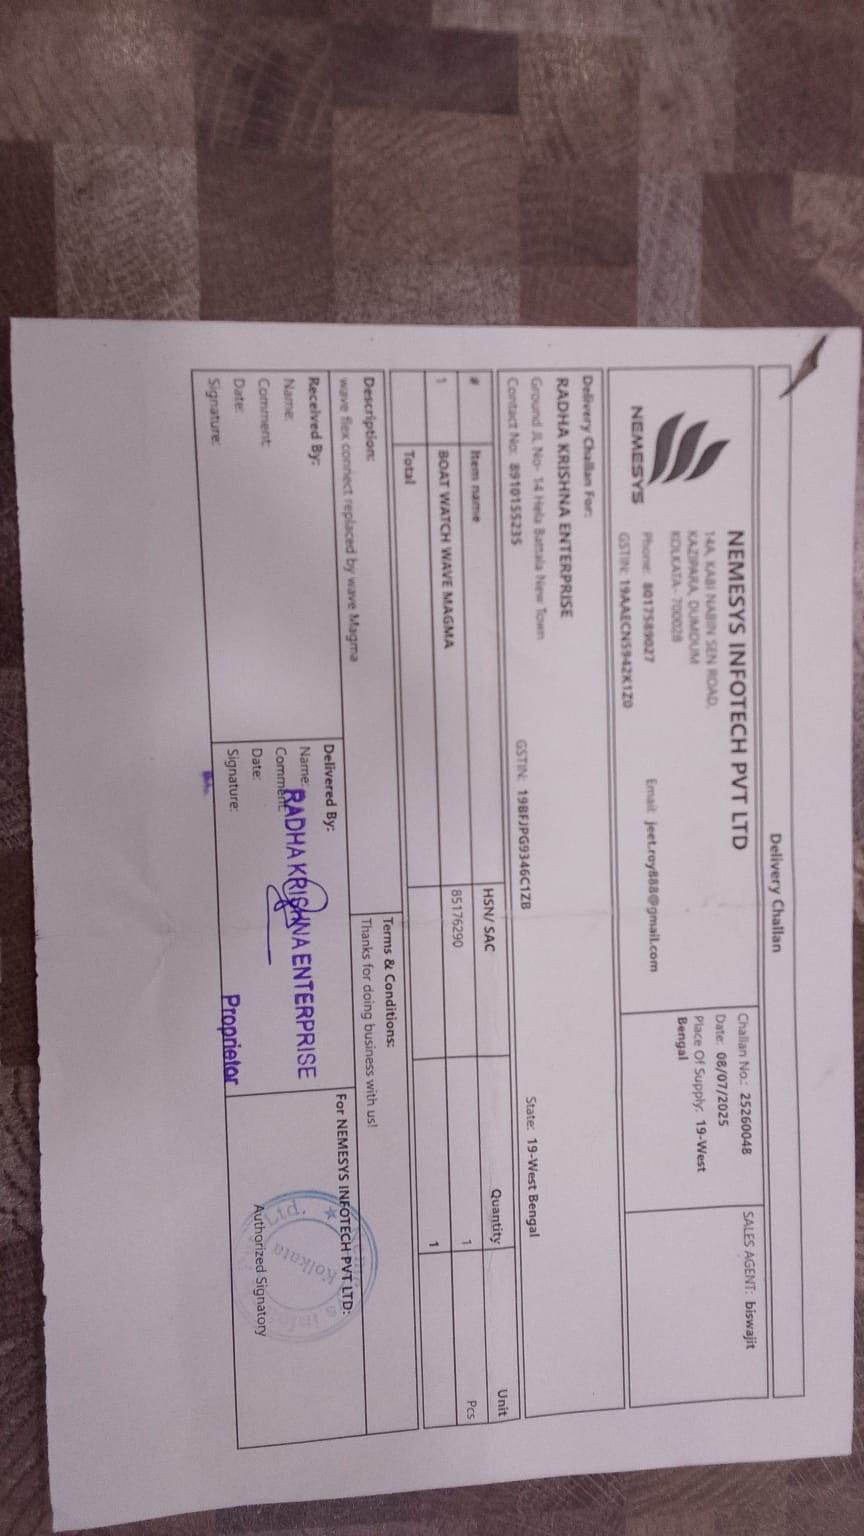 Delivery Challan
NEMESYS
NEMESYS INFOTECH PVT LTD
14A, KABI NABIN SEN ROAD,
KAZIPARA, DUMDUM
KOLKATA- 700028
Phone: 8017589027 Email: jeet.roy888@gmail.com
GSTIN: 19AAECN5942K1Z0
Challan No.: 25260048
Date: 08/07/2025
Place Of Supply: 19-West
Bengal
SALES AGENT: biswajit
Delivery Challan For:
RADHA KRISHNA ENTERPRISE
Ground JL No- 14 Hela Battala New Town
Contact No: 8910155235 GSTIN: 19BFJPG9346C1ZB State: 19-West Bengal
# Item name HSN/ SAC Quantity Unit
1 BOAT WATCH WAVE MAGMA 85176290 1 Pcs
Total 1
Description:
wave flex connect replaced by wave Magma
Terms & Conditions:
Thanks for doing business with us!
Received By:
Name:
Comment:
Date:
Signature:
Delivered By:
Name:
Comment:
Date:
Signature:
RADHA KRISHNA ENTERPRISE
Proprietor
For NEMESYS INFOTECH PVT LTD:
Ltd. ★
Kolkata
Authorized Signatory